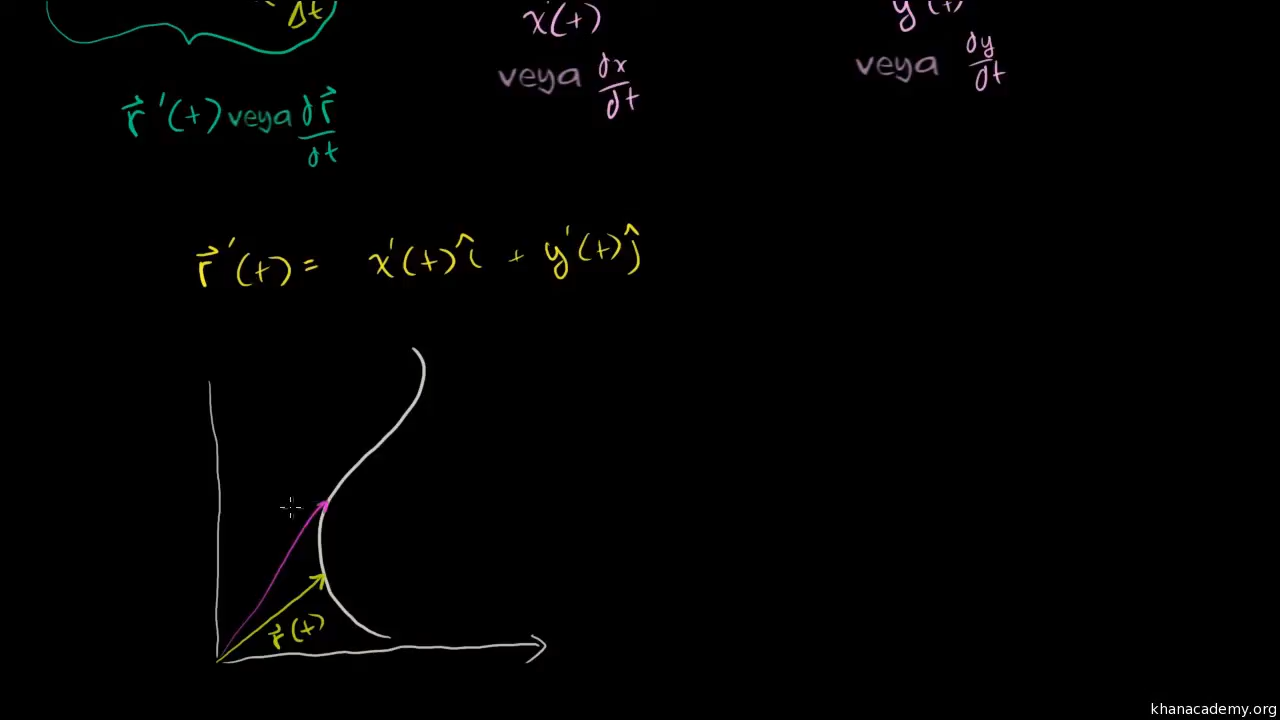 Δt
x'(t)
y'(t)
veya dx/dt
veya dy/dt
r⃗ '(t) veya dr⃗/dt
r⃗ '(t) = x'(t) î + y'(t) ĵ
r⃗(t)
khanacademy.org